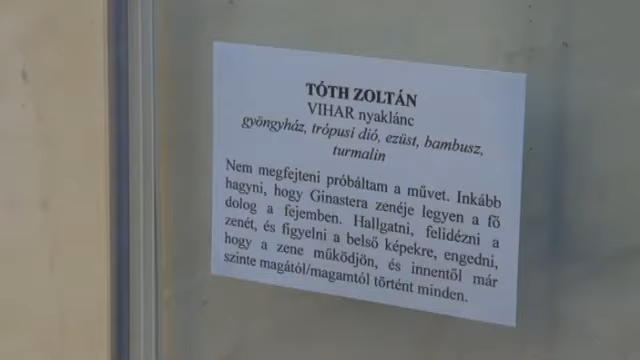 TÓTH ZOLTÁN
VIHAR nyaklánc
gyöngyház, trópusi dió, ezüst, bambusz,
turmalin
Nem megfejteni próbáltam a művet. Inkább
hagyni, hogy Ginastera zenéje legyen a fő
dolog a fejemben. Hallgatni, felidézni a
zenét, és figyelni a belső képekre, engedni,
hogy a zene működjön, és innentől már
szinte magától/magamtól történt minden.